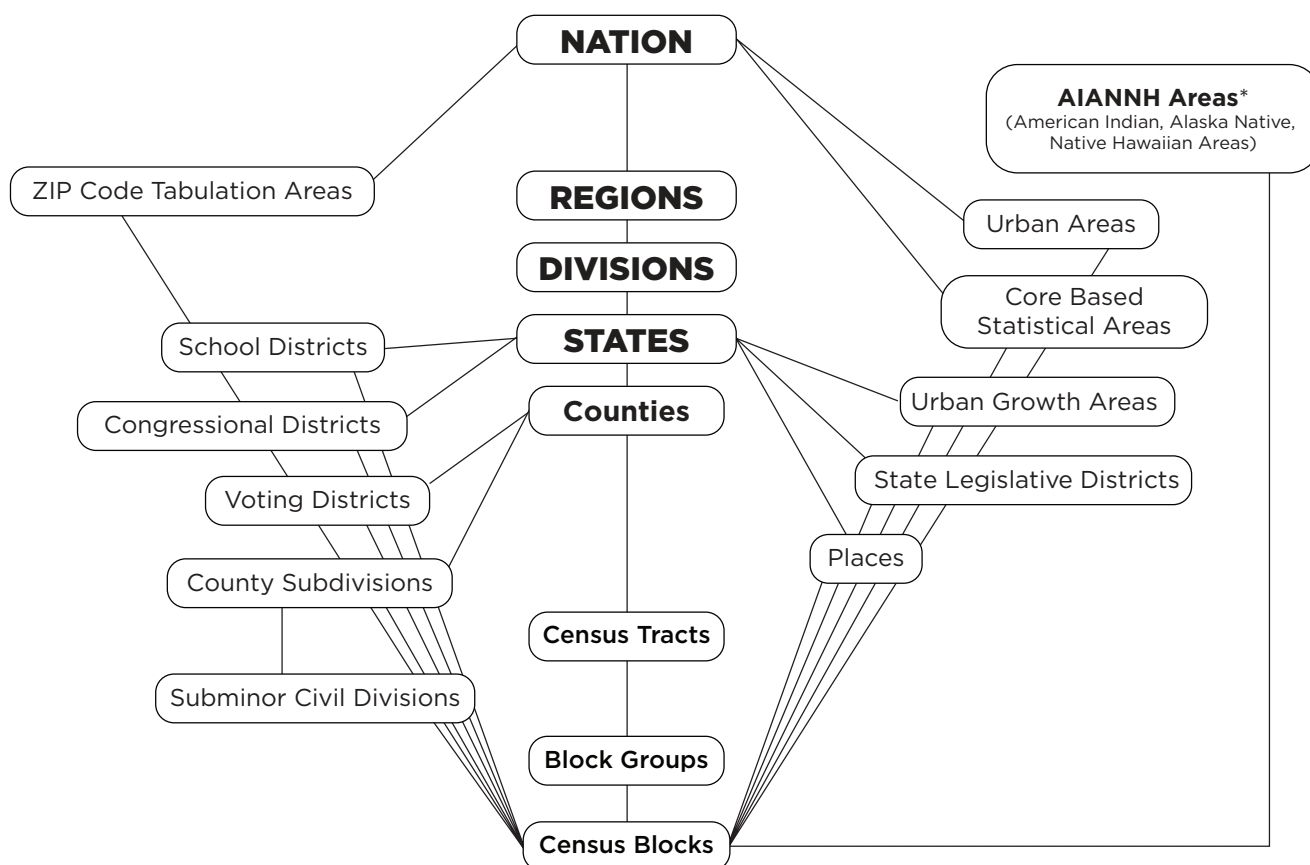 NATION
AIANNH Areas*
(American Indian, Alaska Native,
Native Hawaiian Areas)
ZIP Code Tabulation Areas
REGIONS
Urban Areas
DIVISIONS
Core Based
Statistical Areas
School Districts
STATES
Urban Growth Areas
Congressional Districts
Counties
State Legislative Districts
Voting Districts
Places
County Subdivisions
Census Tracts
Subminor Civil Divisions
Block Groups
Census Blocks